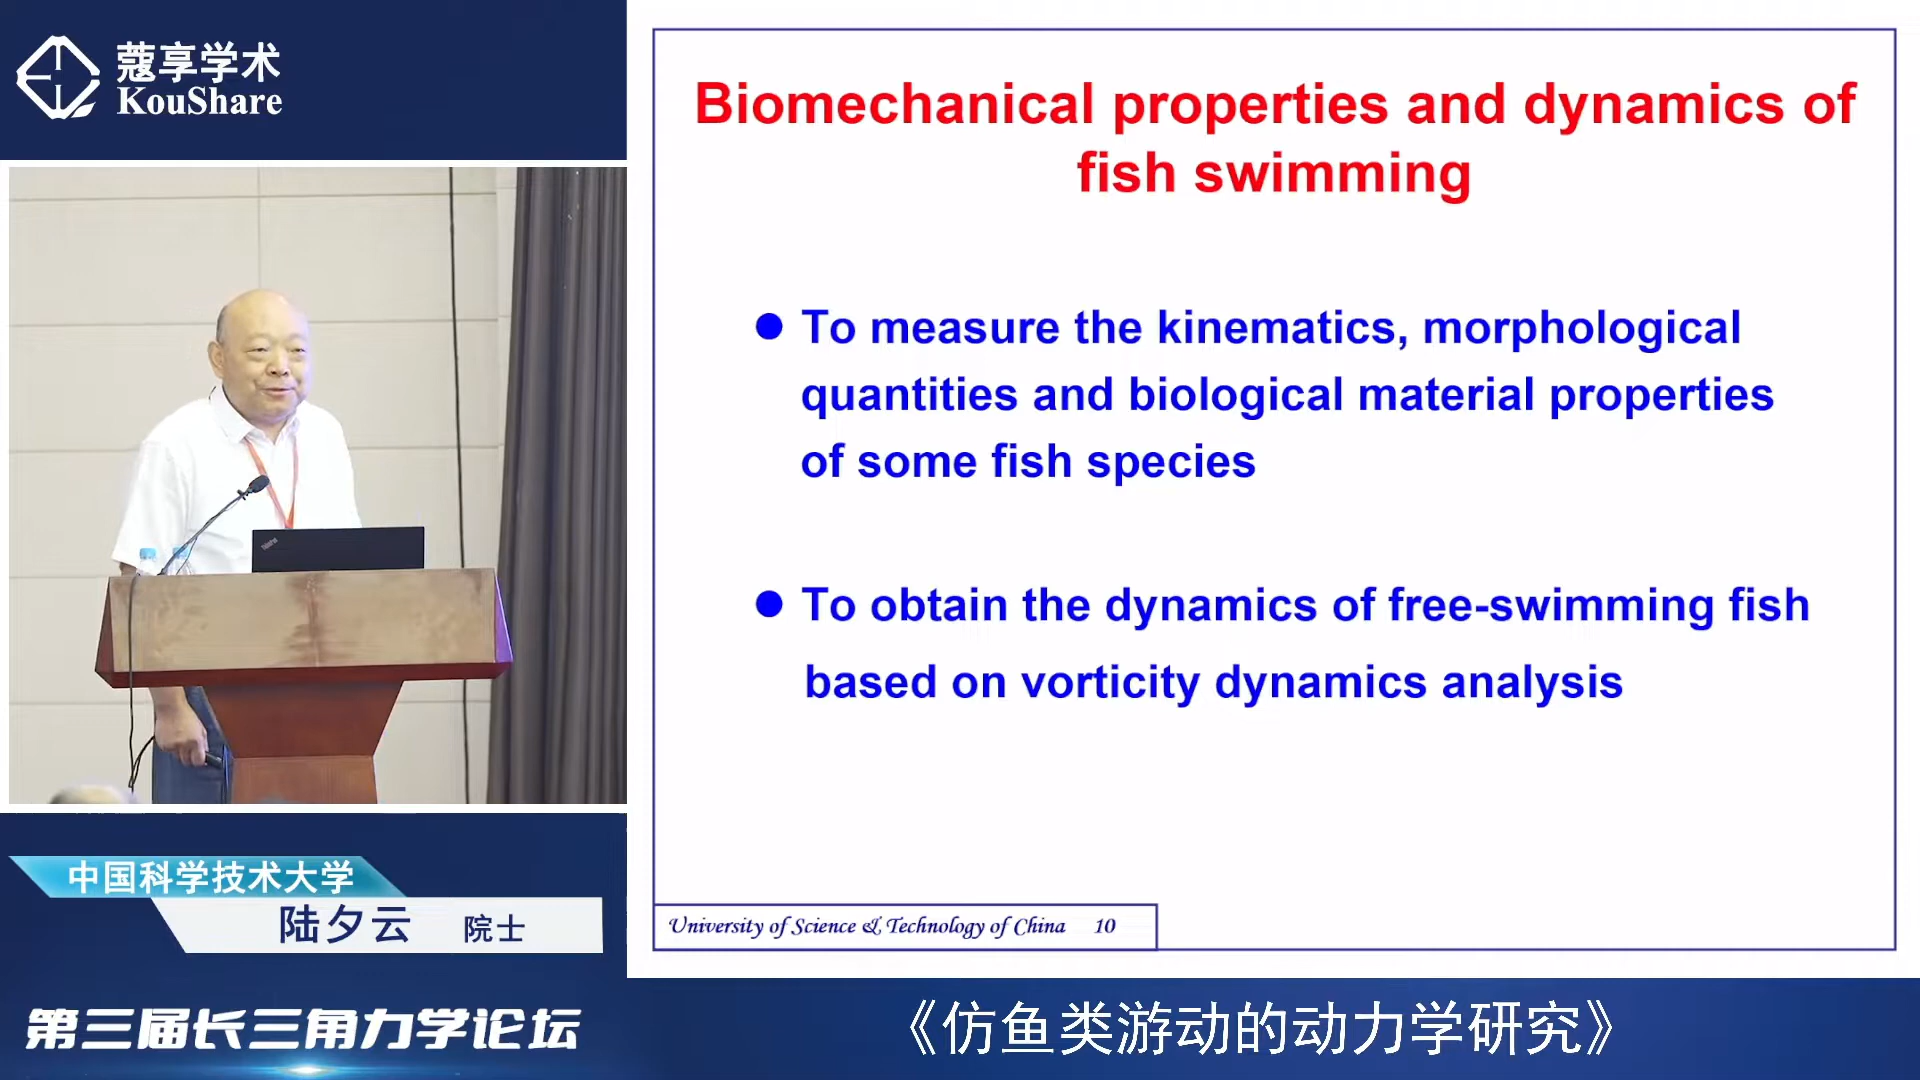 蔻享学术
KouShare
Biomechanical properties and dynamics of
fish swimming
To measure the kinematics, morphological
quantities and biological material properties
of some fish species
To obtain the dynamics of free-swimming fish
based on vorticity dynamics analysis
University of Science & Technology of China 10
中国科学技术大学
陆夕云 院士
第三届长三角力学论坛
《仿鱼类游动的动力学研究》